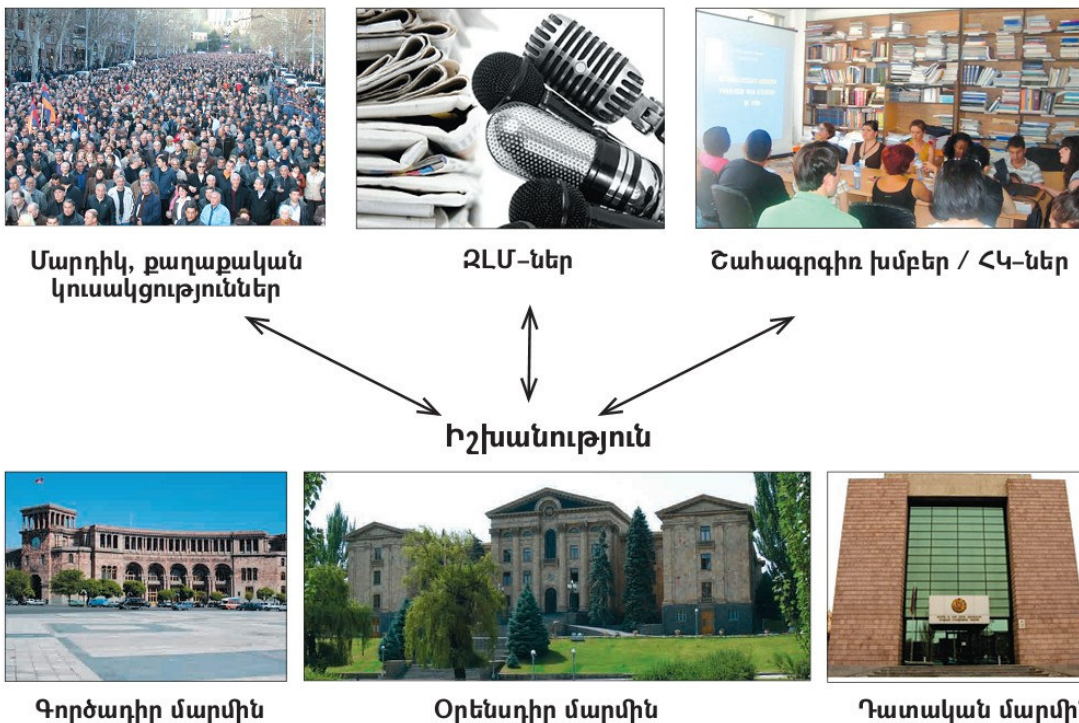 Մարդիկ, քաղաքական
կուսակցություններ
ԶԼՄ-ներ
Շահագրգիռ խմբեր / ՀԿ-ներ
Իշխանություն
Գործադիր մարմին
Օրենսդիր մարմին
Դատական մարմին